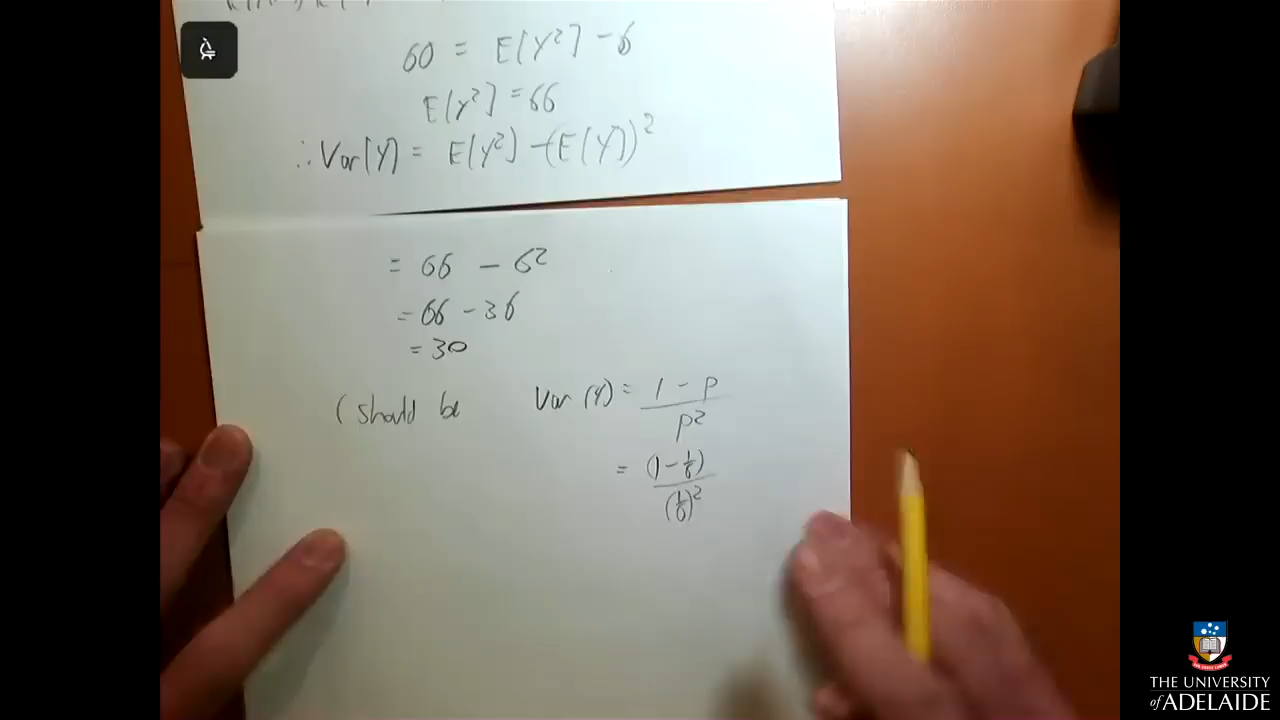 60 = E[Y²] - 6
E[Y²] = 66
∴ Var[Y) = E[Y²] - (E[Y])²
= 66 - 6²
= 66 - 36
= 30
(should be Var (Y) = 1 - p / p²
= (1 - 1/6) / (1/6)²
THE UNIVERSITY
of ADELAIDE